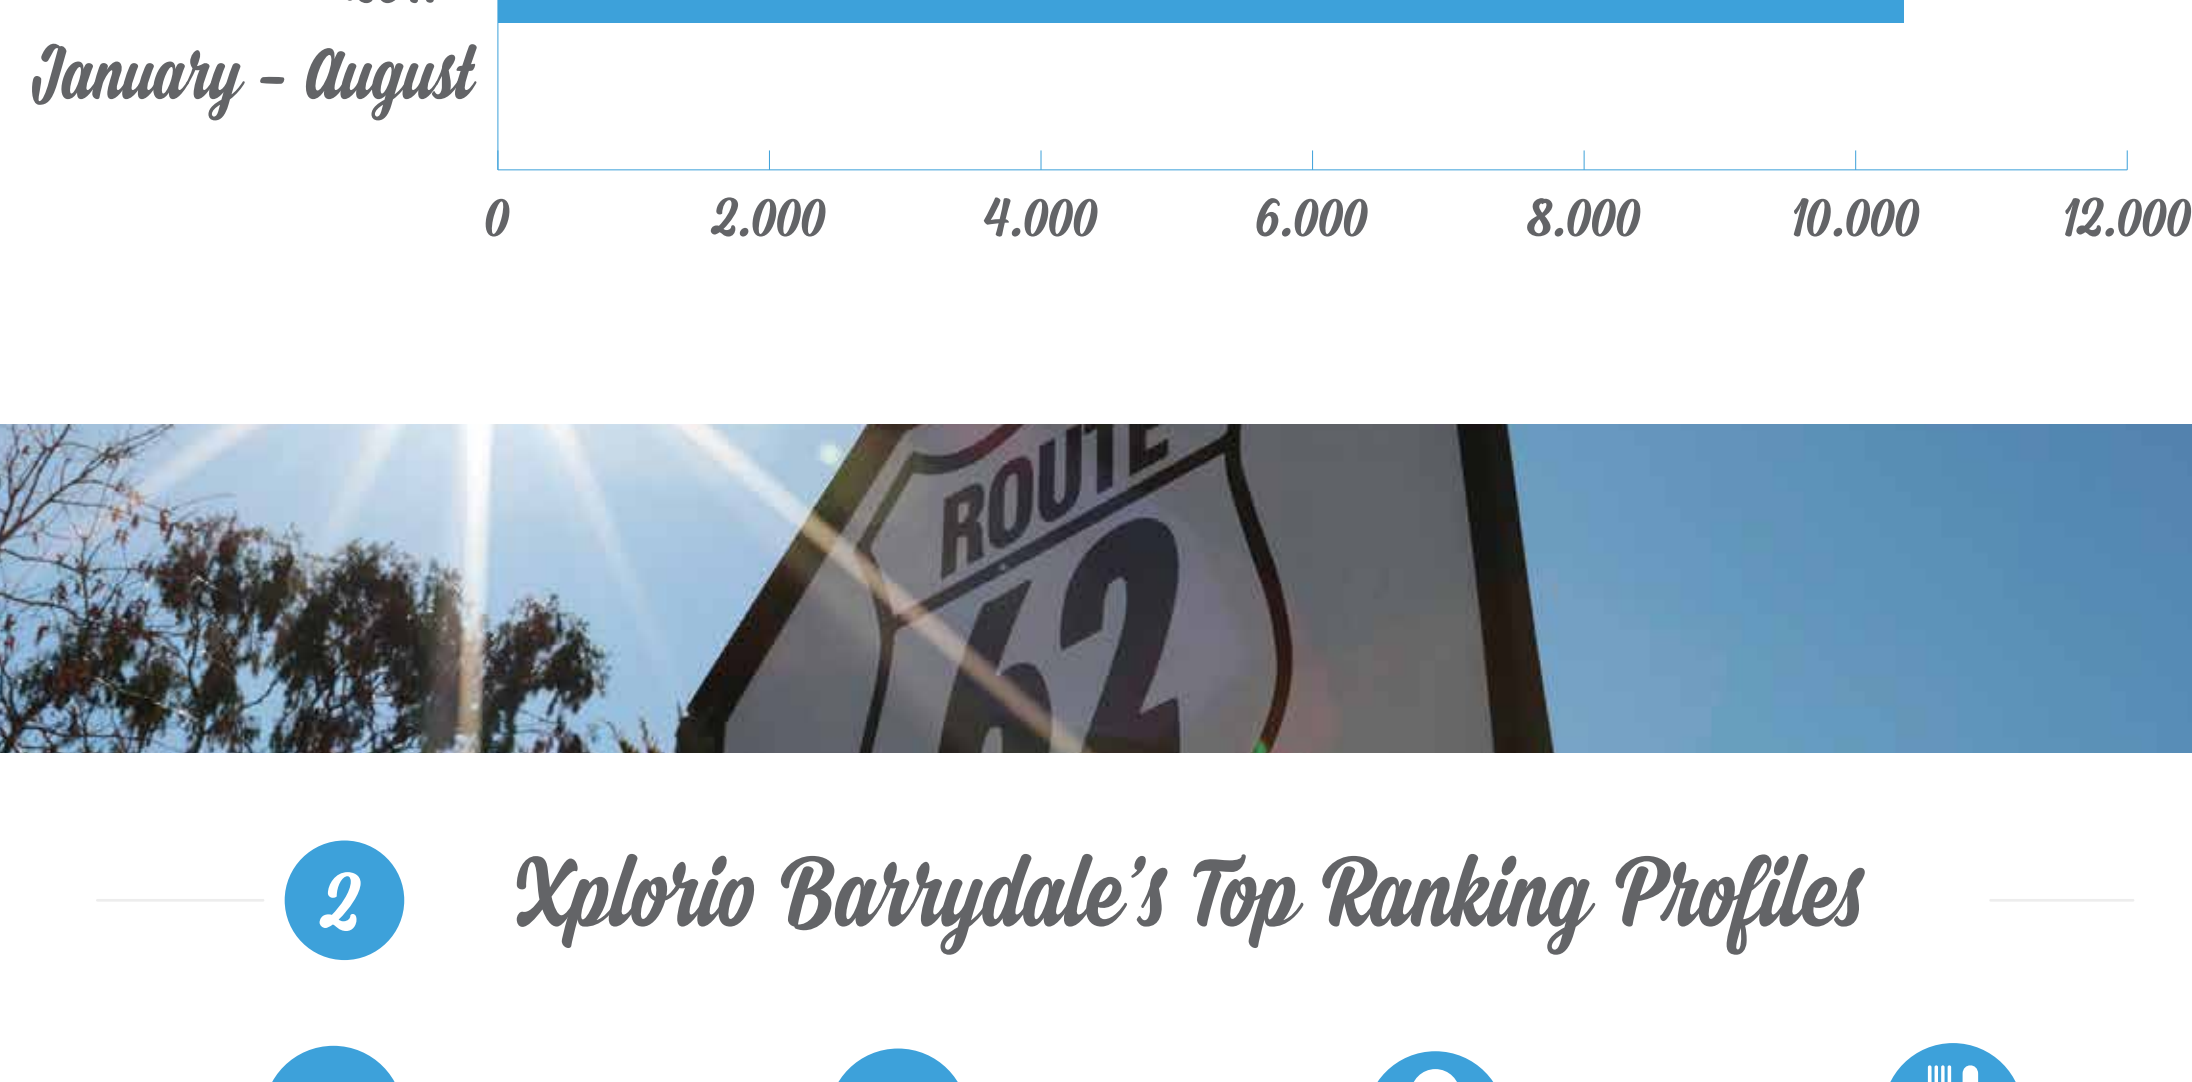 January - August
0 2.000 4.000 6.000 8.000 10.000 12.000
ROUTE
62
2 Xplorio Barrydale's Top Ranking Profiles